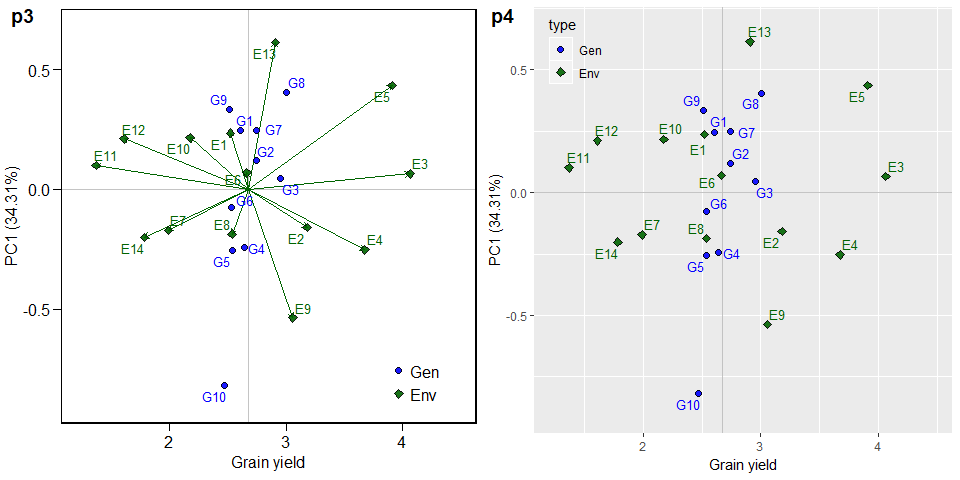 p3
PC1 (34.31%)
0.5
0.0
-0.5
E13
G8
E5
G9
G1
G7
E12
E10
E1
G2
E11
E3
E6
G3
G6
E7
E8
E2
E4
E14
G4
G5
E9
G10
Gen
Env
2
3
4
Grain yield
p4
type
Gen
Env
PC1 (34.31%)
0.5
0.0
-0.5
E13
E5
G9
G8
G1
G7
E12
E10
E1
G2
E11
E3
E6
G3
G6
E7
E8
E2
E4
E14
G4
G5
E9
G10
2
3
4
Grain yield